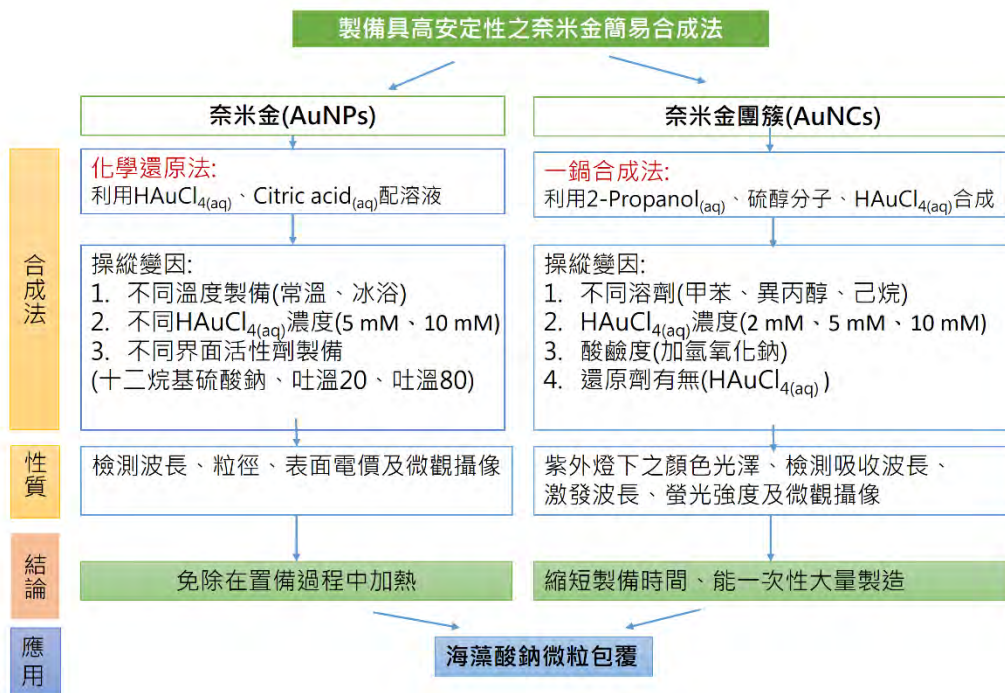 製備具高安定性之奈米金簡易合成法
奈米金(AuNPs)
奈米金團簇(AuNCs)
合成法
化學還原法:
利用HAuCl4(aq)、Citric acid(aq)配溶液
一鍋合成法:
利用2-Propanol(aq)、硫醇分子、HAuCl4(aq)合成
操縱變因:
1. 不同溫度製備(常溫、冰浴)
2. 不同HAuCl4(aq)濃度(5 mM、10 mM)
3. 不同界面活性劑製備
(十二烷基硫酸鈉、吐溫20、吐溫80)
操縱變因:
1. 不同溶劑(甲苯、異丙醇、己烷)
2. HAuCl4(aq)濃度(2 mM、5 mM、10 mM)
3. 酸鹼度(加氫氧化鈉)
4. 還原劑有無(HAuCl4(aq) )
性質
檢測波長、粒徑、表面電價及微觀攝像
紫外燈下之顏色光澤、檢測吸收波長、
激發波長、螢光強度及微觀攝像
結論
免除在置備過程中加熱
縮短製備時間、能一次性大量製造
應用
海藻酸鈉微粒包覆